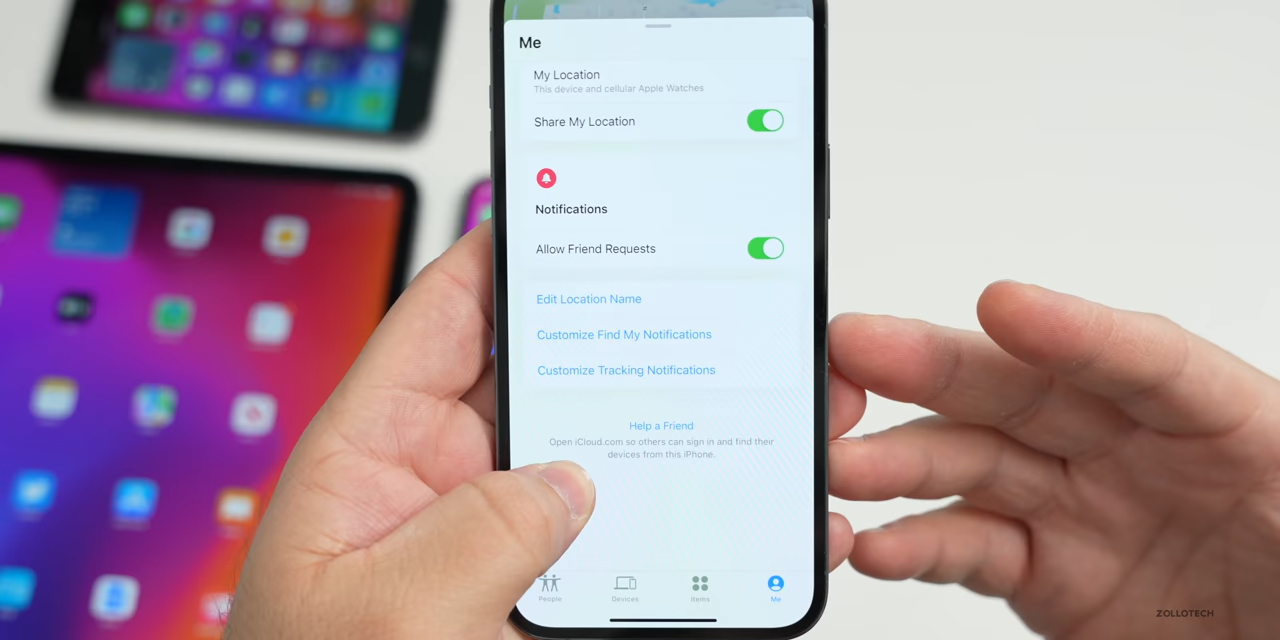 Me
My Location
This device and cellular Apple Watches
Share My Location
Notifications
Allow Friend Requests
Edit Location Name
Customize Find My Notifications
Customize Tracking Notifications
Help a Friend
Open iCloud.com so others can sign in and find their
devices from this iPhone.
People
Devices
Items
Me
ZOLLOTECH